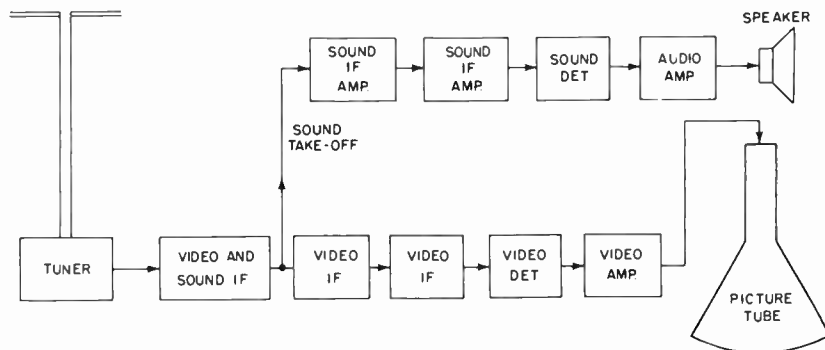 SPEAKER
SOUND
IF
AMP.
SOUND
IF
AMP.
SOUND
DET
AUDIO
AMP
SOUND
TAKE-OFF
TUNER
VIDEO AND
SOUND IF
VIDEO
IF
VIDEO
IF
VIDEO
DET
VIDEO
AMP.
PICTURE
TUBE